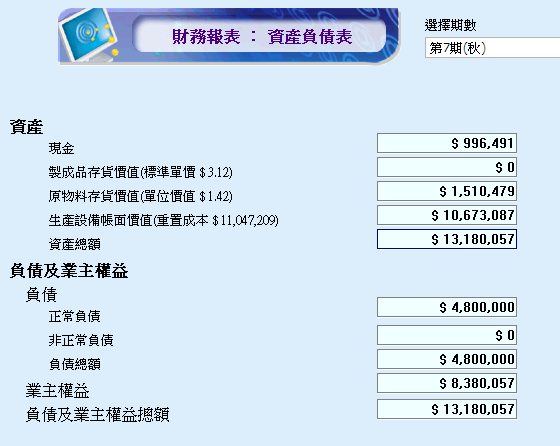 財務報表 : 資產負債表
選擇期數
第7期(秋)
資產
現金 $ 996,491
製成品存貨價值(標準單價 $3.12) $ 0
原物料存貨價值(單位價值 $1.42) $ 1,510,479
生產設備帳面價值(重置成本 $11,047,209) $ 10,673,087
資產總額 $ 13,180,057
負債及業主權益
負債
正常負債 $ 4,800,000
非正常負債 $ 0
負債總額 $ 4,800,000
業主權益 $ 8,380,057
負債及業主權益總額 $ 13,180,057